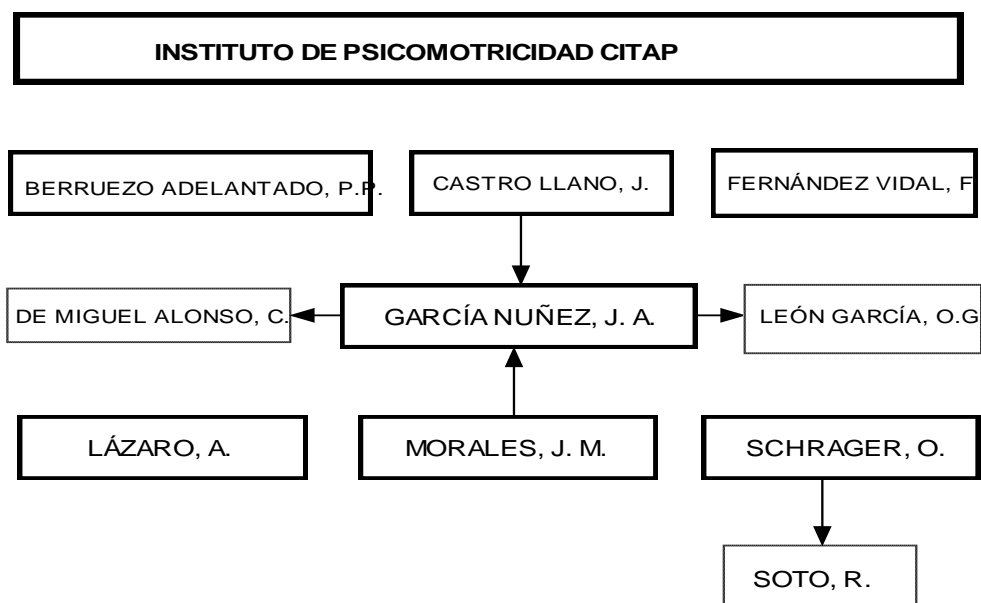 INSTITUTO DE PSICOMOTRICIDAD CITAP
BERRUEZO ADELANTADO, P.P.
CASTRO LLANO, J.
FERNÁNDEZ VIDAL, F
DE MIGUEL ALONSO, C.
GARCÍA NUÑEZ, J. A.
LEÓN GARCÍA, O.G
LÁZARO, A.
MORALES, J. M.
SCHRAGER, O.
SOTO, R.